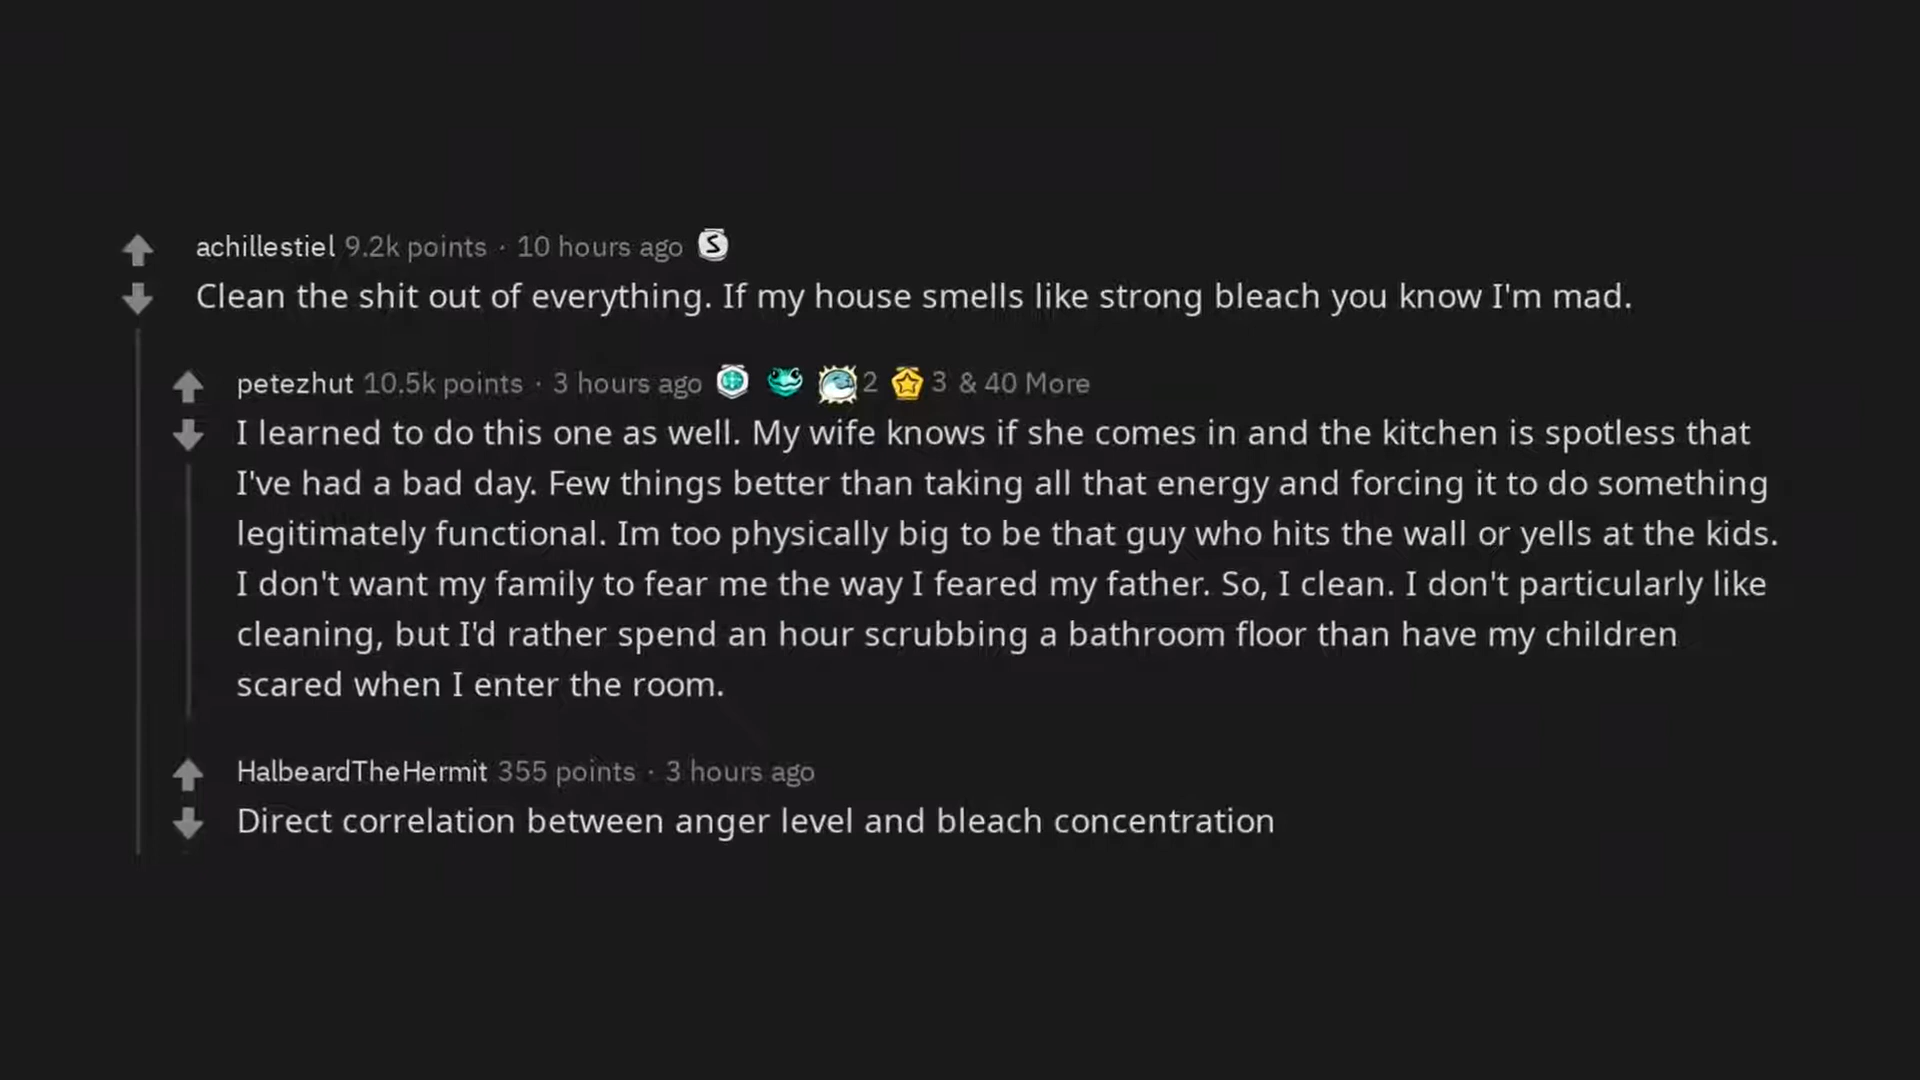 achillestiel 9.2k points · 10 hours ago
Clean the shit out of everything. If my house smells like strong bleach you know I'm mad.
petezhut 10.5k points · 3 hours ago 2 3 & 40 More
I learned to do this one as well. My wife knows if she comes in and the kitchen is spotless that
I've had a bad day. Few things better than taking all that energy and forcing it to do something
legitimately functional. Im too physically big to be that guy who hits the wall or yells at the kids.
I don't want my family to fear me the way I feared my father. So, I clean. I don't particularly like
cleaning, but I'd rather spend an hour scrubbing a bathroom floor than have my children
scared when I enter the room.
HalbeardTheHermit 355 points · 3 hours ago
Direct correlation between anger level and bleach concentration